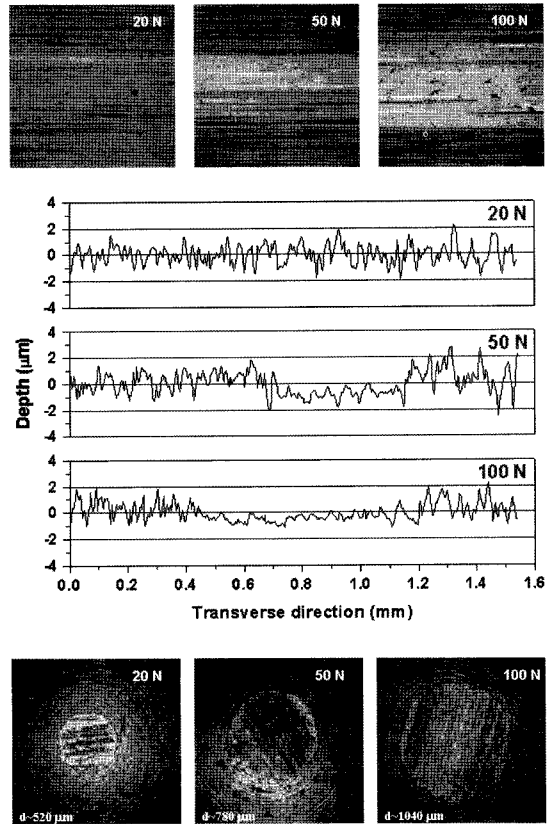 20 N 50 N 100 N
4
2
0
-2
-4
20 N
4
2
0
-2
-4
50 N
4
2
0
-2
-4
100 N
Depth (μm)
0.0 0.2 0.4 0.6 0.8 1.0 1.2 1.4 1.6
Transverse direction (mm)
20 N 50 N 100 N
d~520 μm d~780 μm d~1040 μm